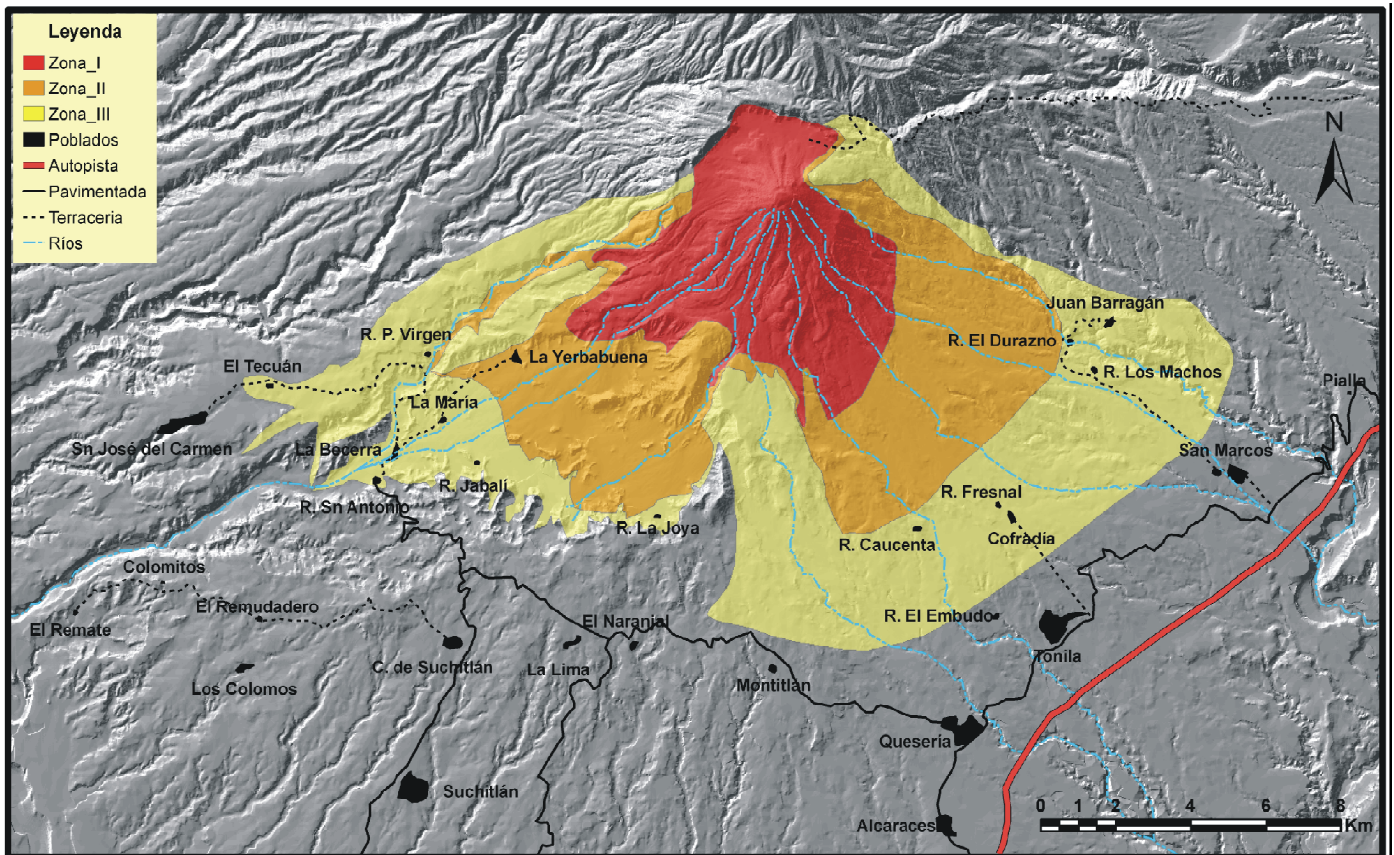 Leyenda
Zona_I
Zona_II
Zona_III
Poblados
Autopista
Pavimentada
Terraceria
Ríos
N
Juan Barragán
R. P. Virgen
R. El Durazno
La Yerbabuena
El Tecuán
R. Los Machos
Pialla
La María
Sn José del Carmen
La Becerra
San Marcos
R. Jabalí
R. Fresnal
R. Sn Antonio
R. La Joya
R. Caucenta
Cofradia
Colomitos
El Remudadero
R. El Embudo
El Remate
El Naranjal
C. de Suchitlán
La Lima
Tonila
Los Colomos
Montitlán
Quesería
Suchitlán
Alcaraces
0 1 2 4 6 8
Km